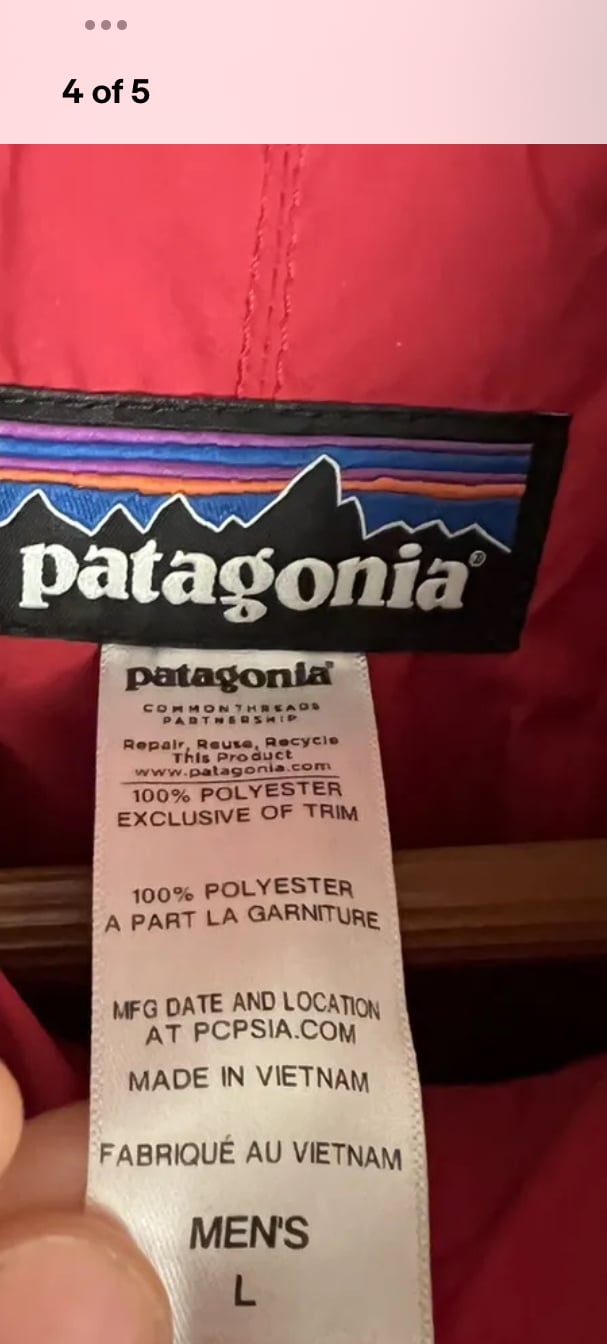 4 of 5
patagonia®
patagonia®
COMMON THREADS
PARTNERSHIP
Repair, Reuse, Recycle
This Product
www.patagonia.com
100% POLYESTER
EXCLUSIVE OF TRIM
100% POLYESTER
A PART LA GARNITURE
MFG DATE AND LOCATION
AT PCPSIA.COM
MADE IN VIETNAM
FABRIQUÉ AU VIETNAM
MEN'S
L